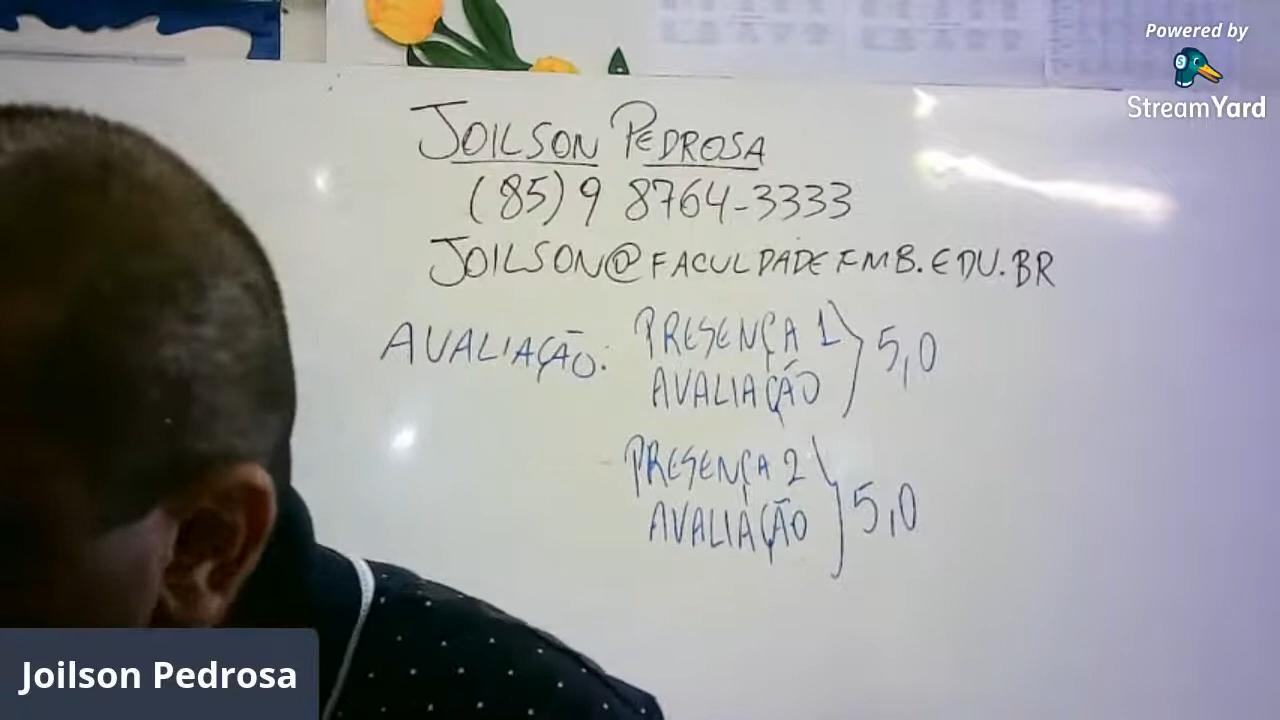 Powered by
StreamYard
JOILSON PEDROSA
(85) 9 8764-3333
JOILSON@FACULDADEFMB.EDU.BR
AVALIAÇÃO:
PRESENÇA 1
AVALIAÇÃO
5,0
PRESENÇA 2
AVALIAÇÃO
5,0
Joilson Pedrosa